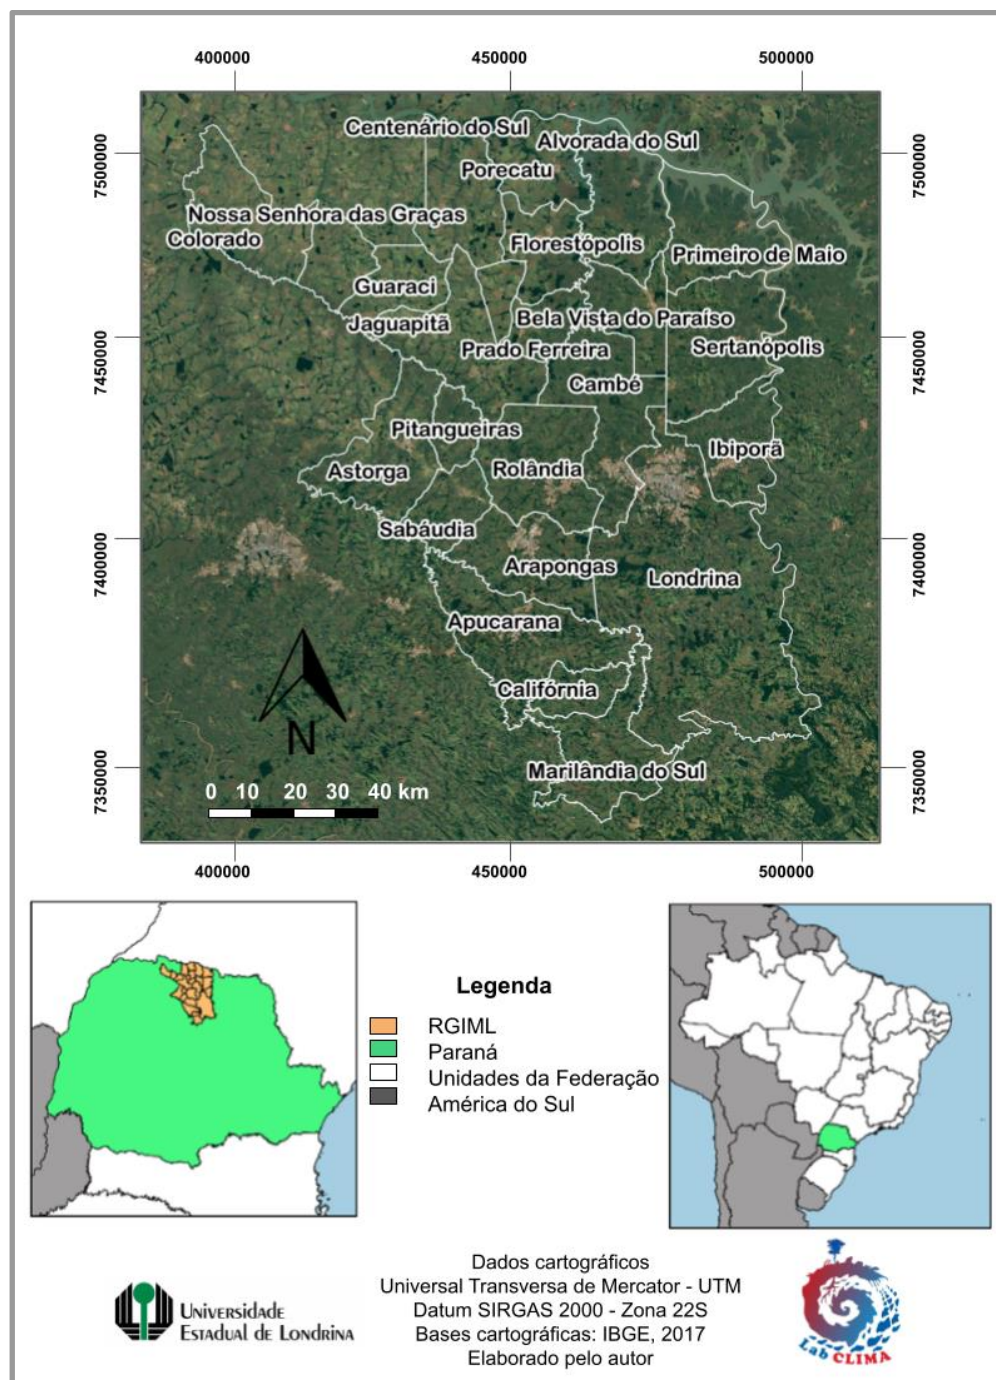 400000 450000 500000
7500000 7500000
Centenário do Sul
Alvorada do Sul
Porecatu
Nossa Senhora das Graças
Colorado
Florestópolis
Primeiro de Maio
Guaraci
Jaguapitã
Bela Vista do Paraíso
7450000 7450000
Prado Ferreira
Sertanópolis
Cambé
Pitangueiras
Ibiporã
Astorga
Rolândia
Sabáudia
7400000 7400000
Arapongas
Londrina
Apucarana
Califórnia
N
Marilândia do Sul
7350000 7350000
0 10 20 30 40 km
400000 450000 500000
Legenda
RGIML
Paraná
Unidades da Federação
América do Sul
Universidade
Estadual de Londrina
Dados cartográficos
Universal Transversa de Mercator - UTM
Datum SIRGAS 2000 - Zona 22S
Bases cartográficas: IBGE, 2017
Elaborado pelo autor
Lab CLIMA